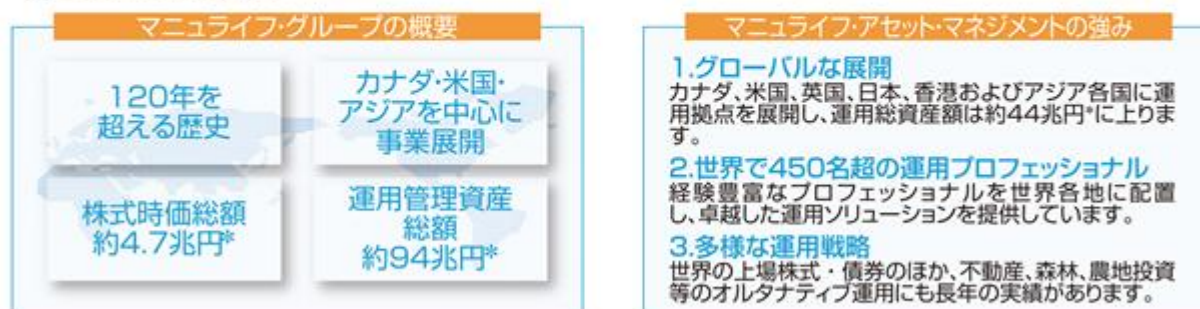 マニュライフ・グループの概要
120年を
超える歴史
カナダ・米国・
アジアを中心に
事業展開
株式時価総額
約4.7兆円*
運用管理資産
総額
約94兆円*
マニュライフ・アセット・マネジメントの強み
1.グローバルな展開
カナダ、米国、英国、日本、香港およびアジア各国に運
用拠点を展開し、運用総資産額は約44兆円*に上りま
す。
2.世界で450名超の運用プロフェッショナル
経験豊富なプロフェッショナルを世界各地に配置
し、卓越した運用ソリューションを提供しています。
3.多様な運用戦略
世界の上場株式・債券のほか、不動産、森林、農地投資
等のオルタナティブ運用にも長年の実績があります。